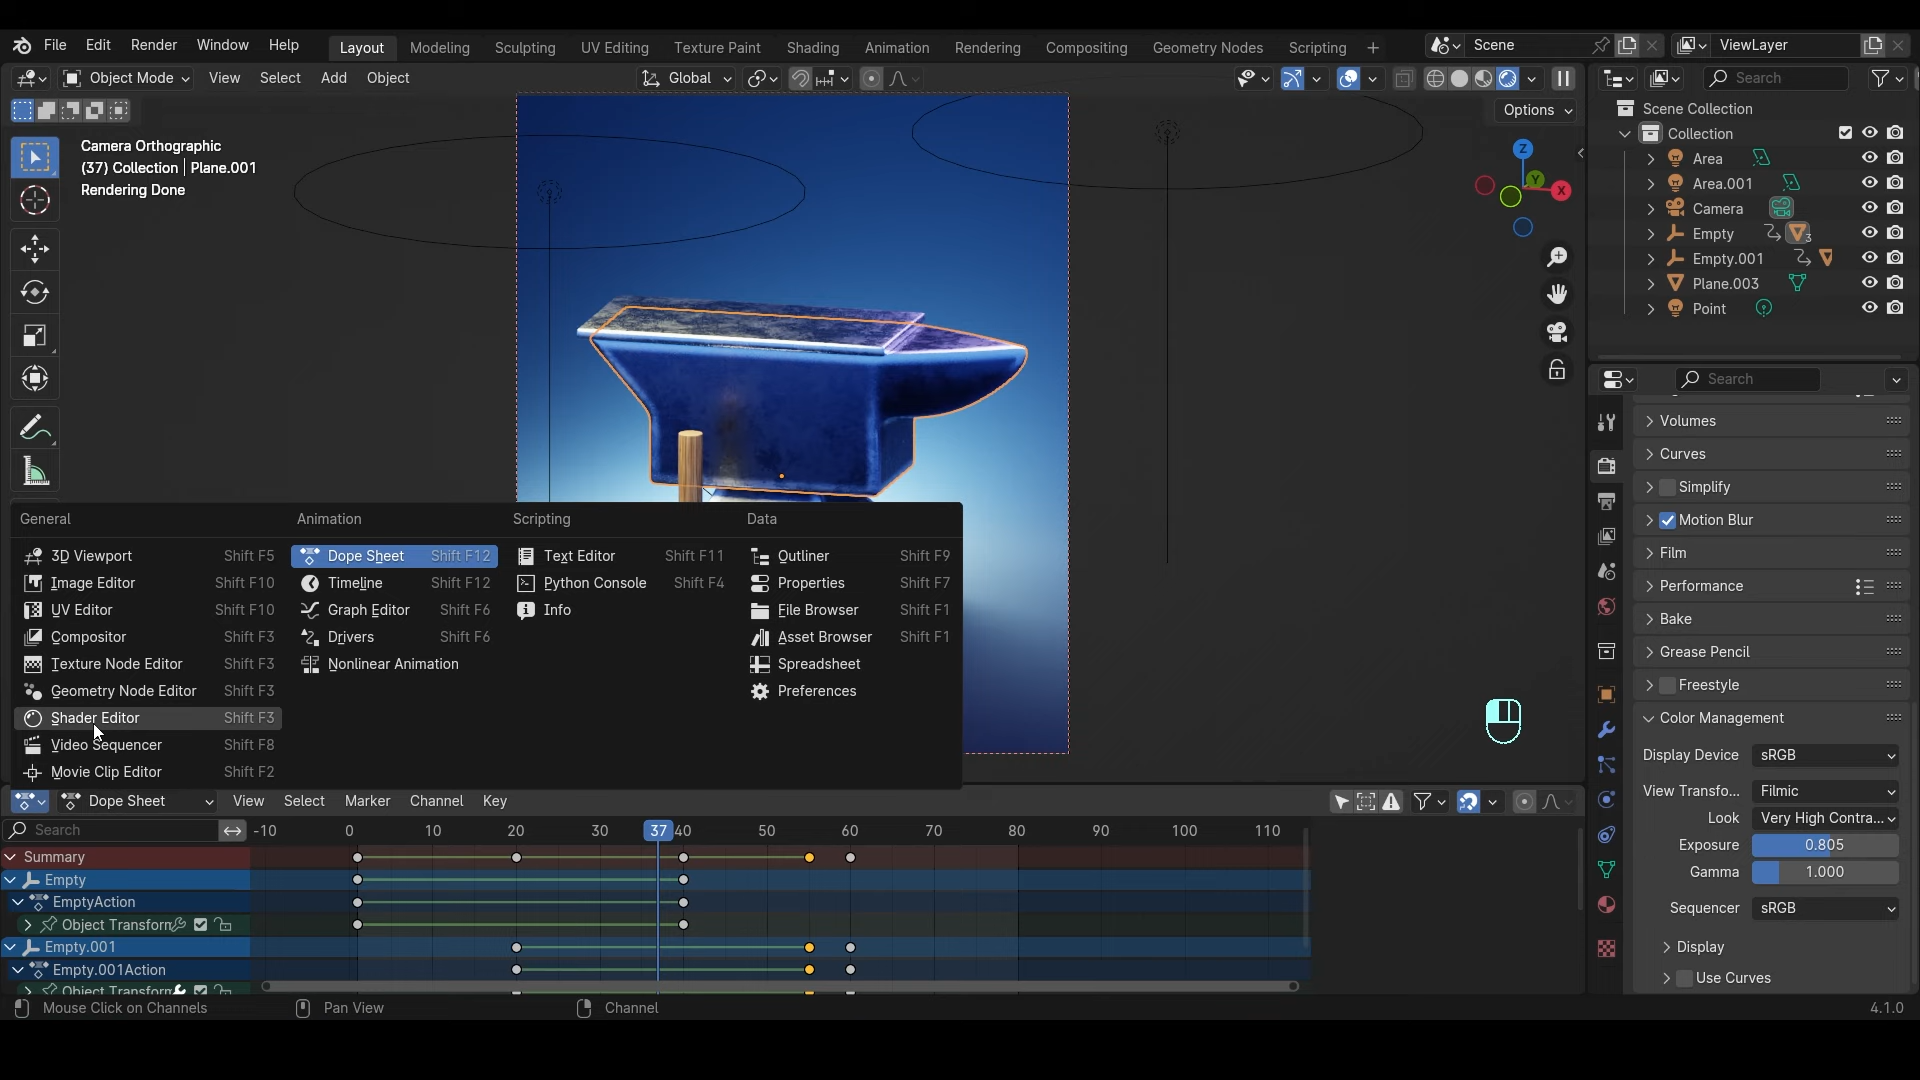 File Edit Render Window Help Layout Modeling Sculpting UV Editing Texture Paint Shading Animation Rendering Compositing Geometry Nodes Scripting Scene ViewLayer
Object Mode View Select Add Object Global Search
Options
Camera Orthographic
(37) Collection | Plane.001
Rendering Done
Z
Y
X
Scene Collection
Collection
Area
Area.001
Camera
Empty 3
Empty.001
Plane.003
Point
Search
Volumes
Curves
Simplify
Motion Blur
Film
Performance
Bake
Grease Pencil
Freestyle
Color Management
Display Device sRGB
View Transfo... Filmic
Look Very High Contra...
Exposure 0.805
Gamma 1.000
Sequencer sRGB
Display
Use Curves
General Animation Scripting Data
3D Viewport Shift F5 Dope Sheet Shift F12 Text Editor Shift F11 Outliner Shift F9
Image Editor Shift F10 Timeline Shift F12 Python Console Shift F4 Properties Shift F7
UV Editor Shift F10 Graph Editor Shift F6 Info File Browser Shift F1
Compositor Shift F3 Drivers Shift F6 Asset Browser Shift F1
Texture Node Editor Shift F3 Nonlinear Animation Spreadsheet
Geometry Node Editor Shift F3 Preferences
Shader Editor Shift F3
Video Sequencer Shift F8
Movie Clip Editor Shift F2
Dope Sheet View Select Marker Channel Key
Search -10 0 10 20 30 37 40 50 60 70 80 90 100 110
Summary
Empty
EmptyAction
Object Transform
Empty.001
Empty.001Action
Object Transform
Mouse Click on Channels Pan View Channel 4.1.0